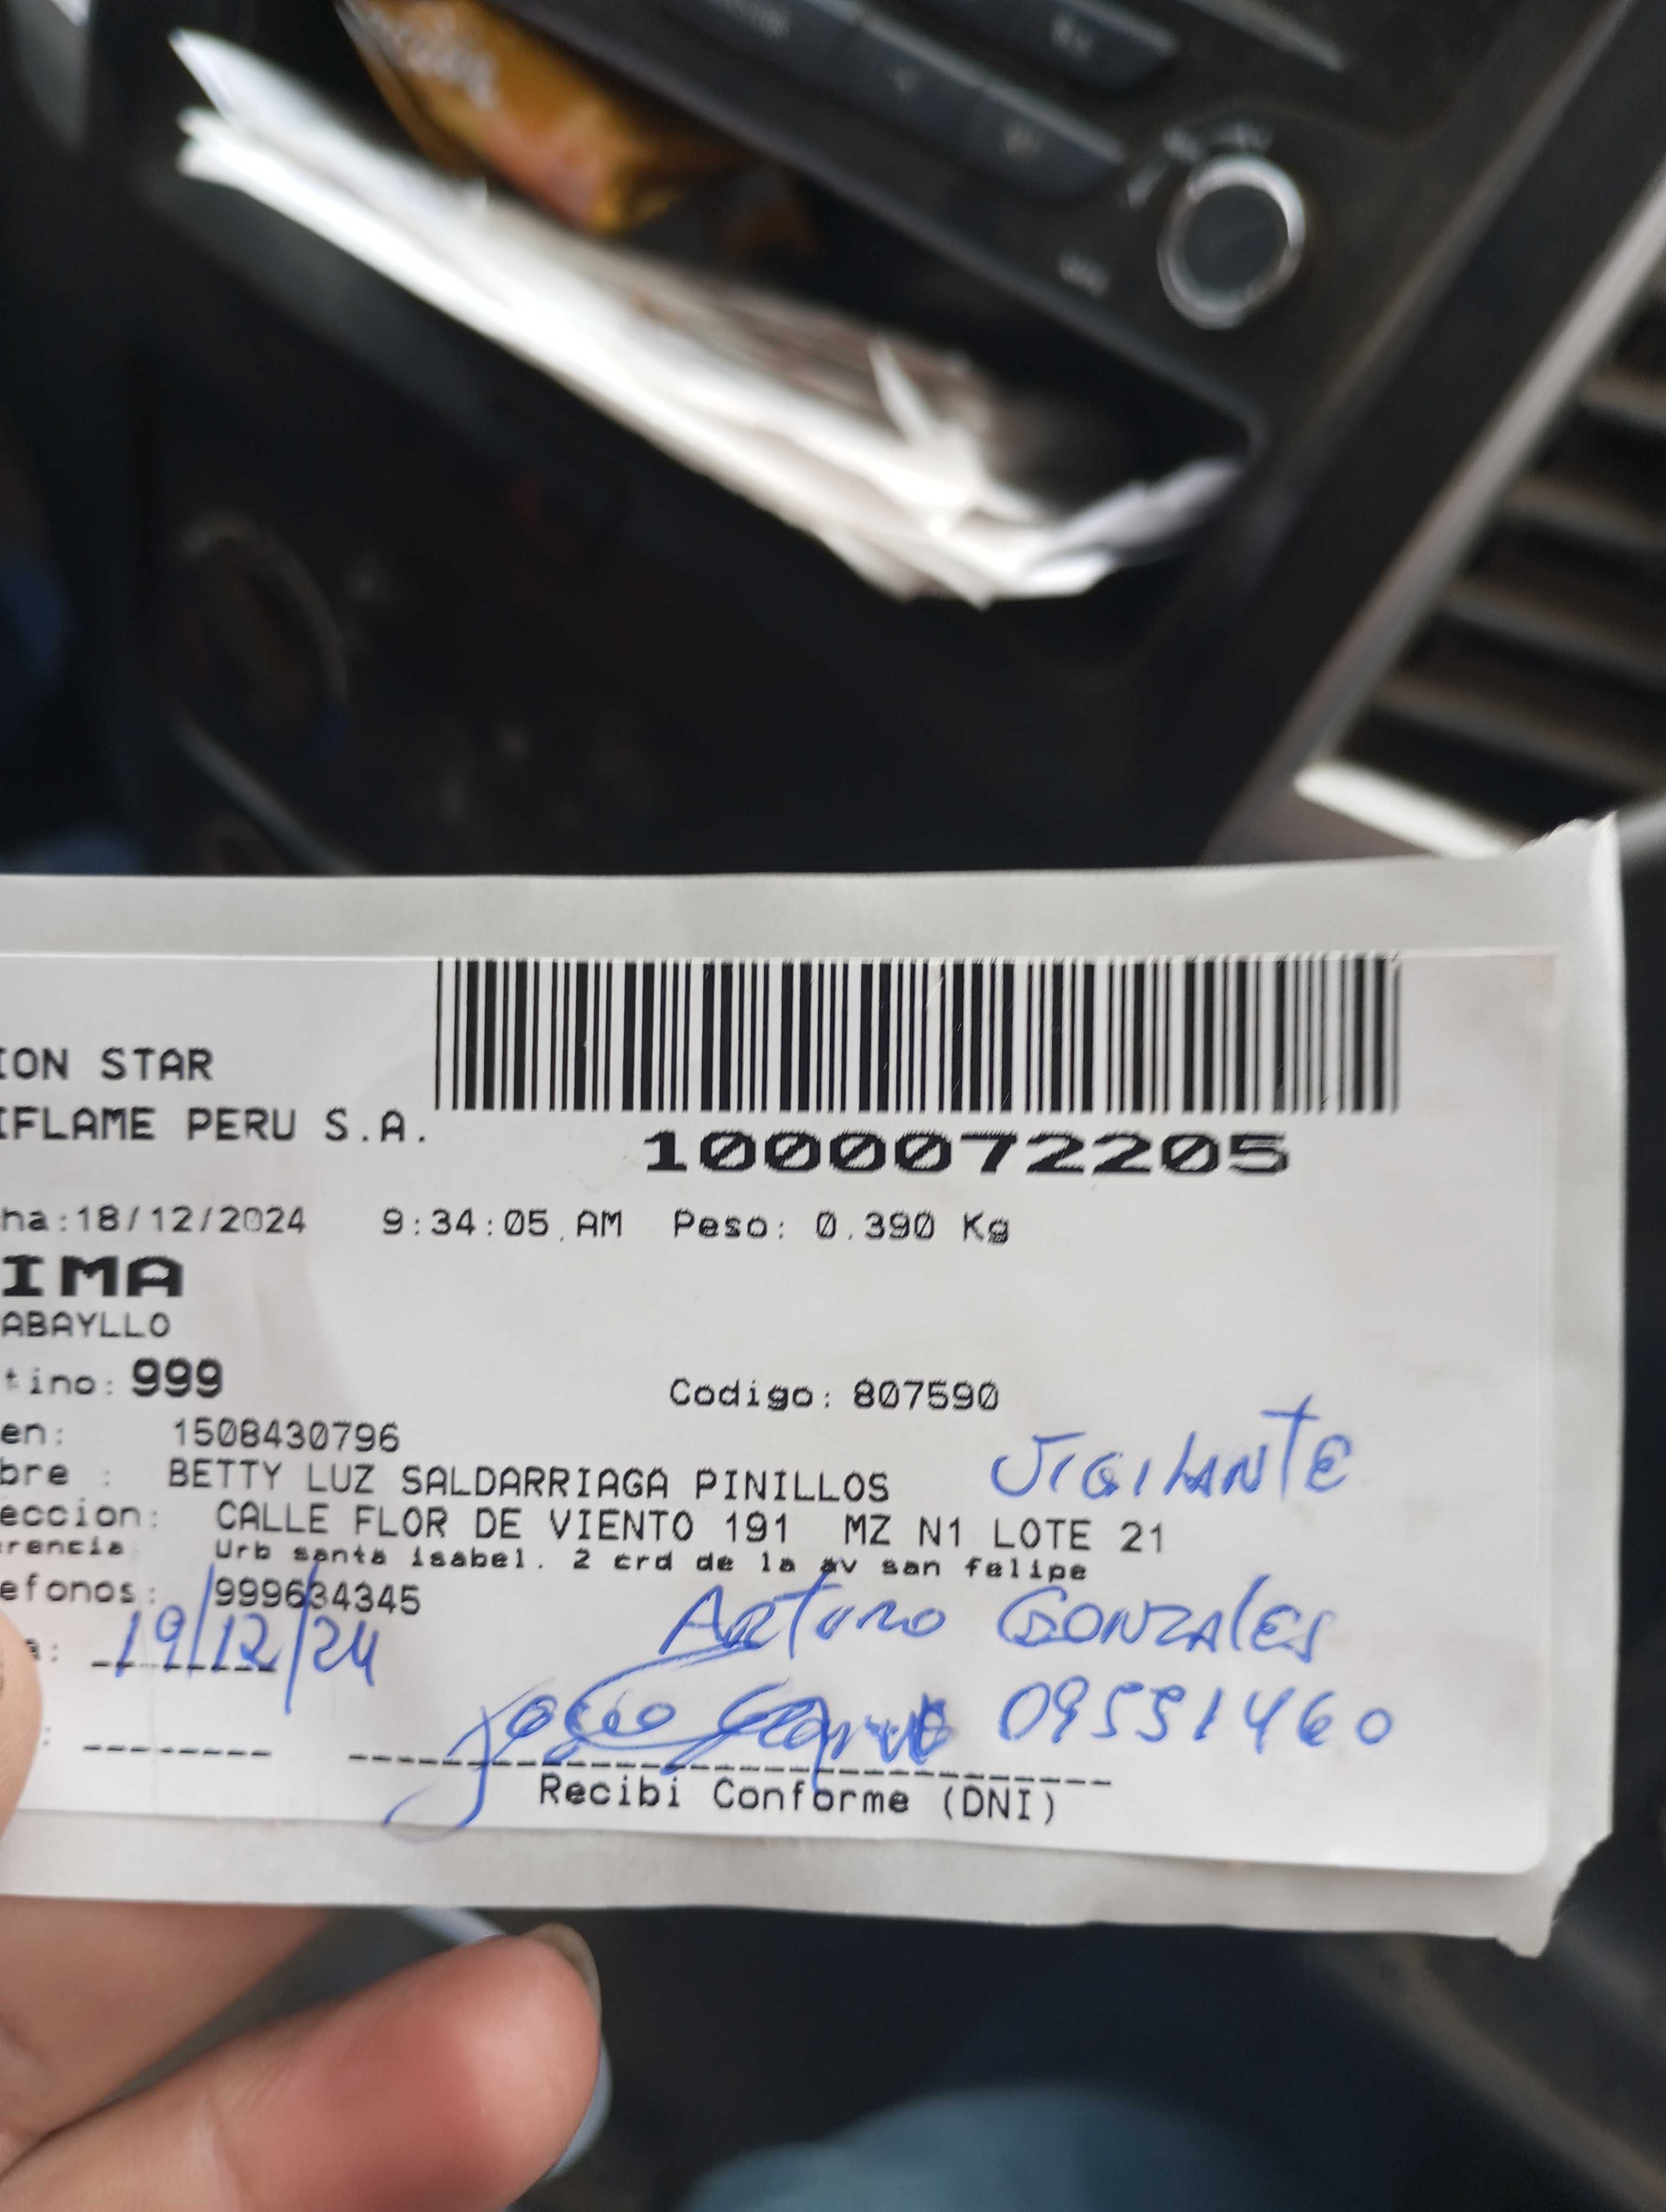 ION STAR
IFLAME PERU S.A.
1000072205
ha:18/12/2024 9:34:05 AM Peso: 0.390 Kg
IMA
ABAYLLO
tino: 999
Codigo: 807590
en: 1508430796
VIGILANTE
bre : BETTY LUZ SALDARRIAGA PINILLOS
eccion: CALLE FLOR DE VIENTO 191 MZ N1 LOTE 21
rencia Urb santa isabel. 2 crd de la av san felipe
efonos: 999634345
Arturo Gonzales
a: 19/12/24
09551460
Recibi Conforme (DNI)